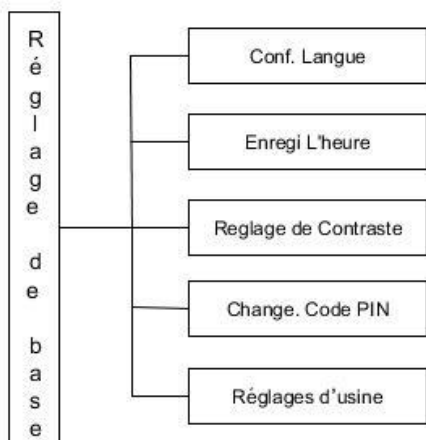 Réglage de base
Conf. Langue
Enregi L'heure
Reglage de Contraste
Change. Code PIN
Réglages d'usine